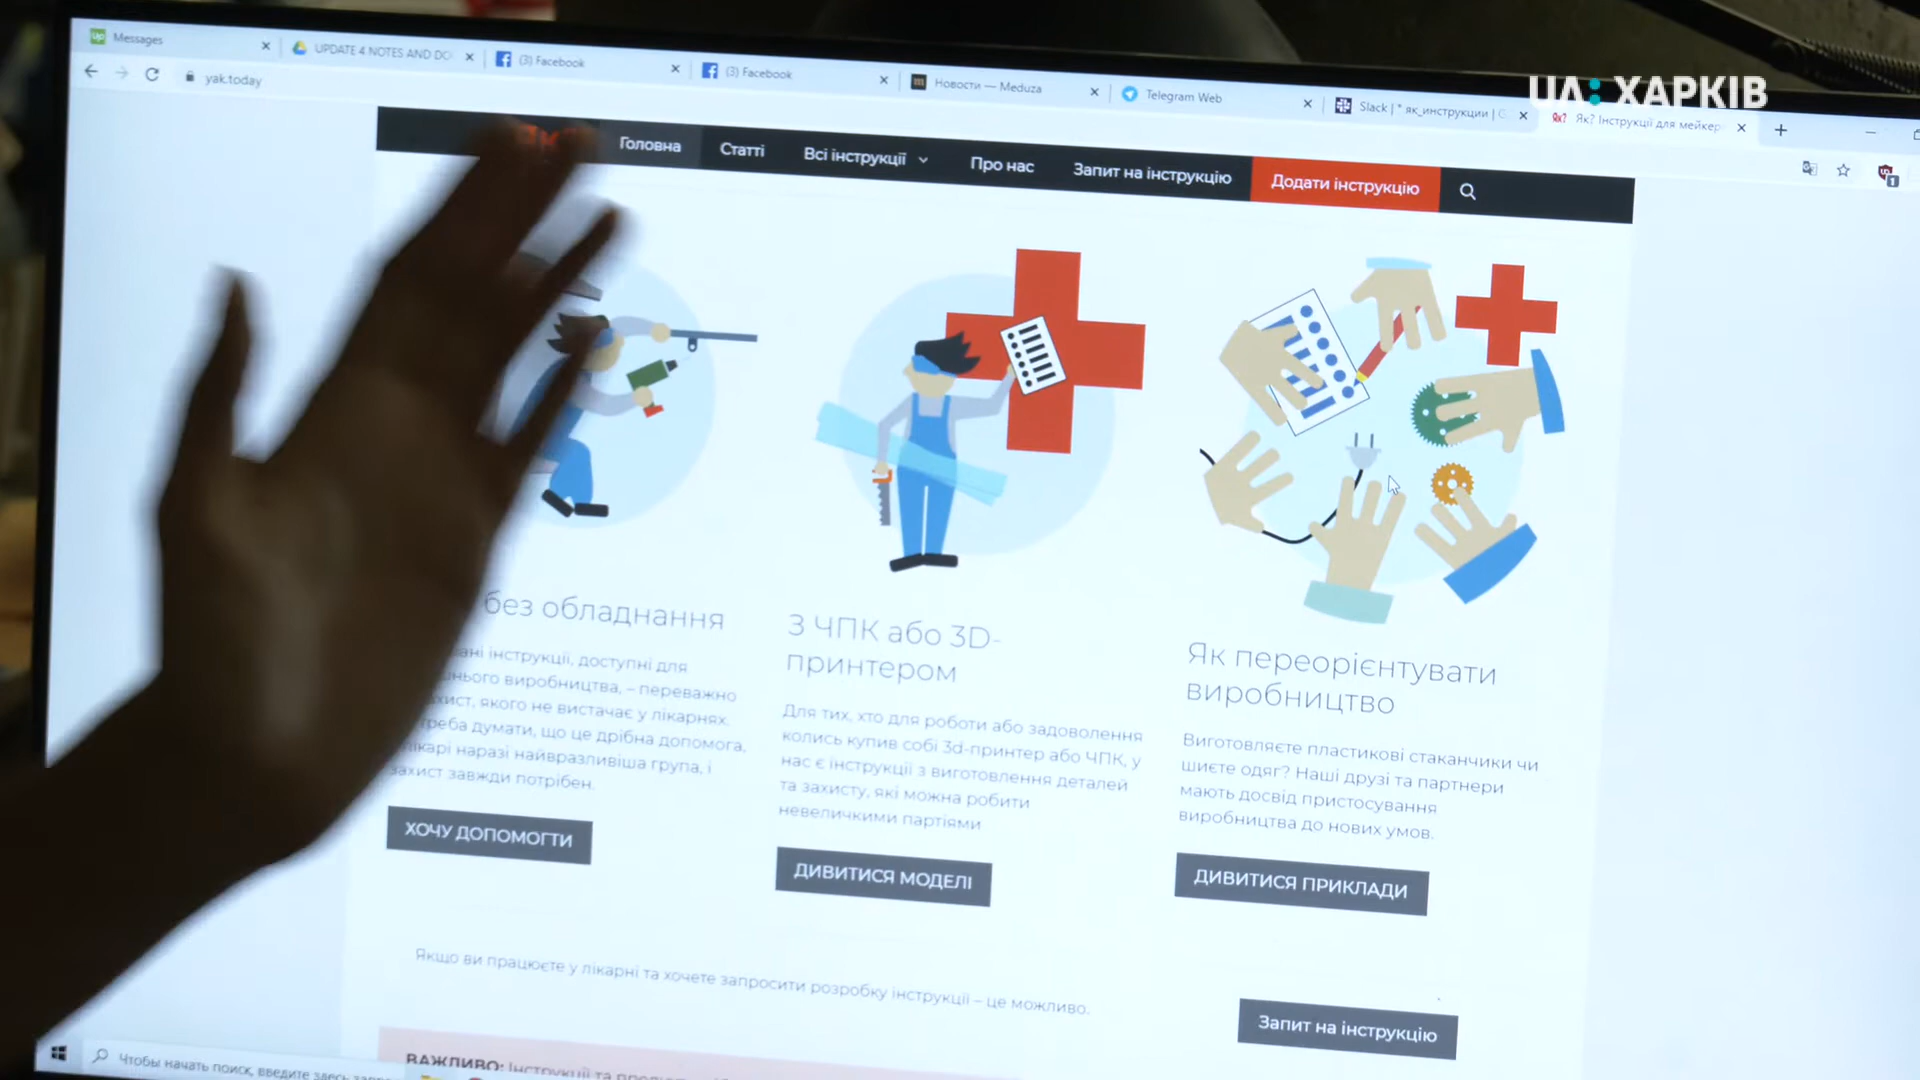 Messages
UPDATE 4 NOTES AND DO
(3) Facebook
(3) Facebook
Новости — Meduza
Telegram Web
Slack | * як_инструкции |
Як? Інструкції для мейкер
UA: ХАРКІВ
yak.today
Головна
Статті
Всі інструкції
Про нас
Запит на інструкцію
Додати інструкцію
без обладнання
інструкції, доступні для
виробництва, – переважно
якого не вистачає у лікарнях.
думати, що це дрібна допомога,
лікарі наразі найвразливіша група, і
захист завжди потрібен.
ХОЧУ ДОПОМОГТИ
З ЧПК або 3D-
принтером
Для тих, хто для роботи або задоволення
колись купив собі 3d-принтер або ЧПК, у
нас є інструкції з виготовлення деталей
та захисту, які можна робити
невеличкими партіями
ДИВИТИСЯ МОДЕЛІ
Як переорієнтувати
виробництво
Виготовляєте пластикові стаканчики чи
шиєте одяг? Наші друзі та партнери
мають досвід пристосування
виробництва до нових умов.
ДИВИТИСЯ ПРИКЛАДИ
Якщо ви працюєте у лікарні та хочете запросити розробку інструкції – це можливо.
Запит на інструкцію
ВАЖЛИВО: Інструкції та
Чтобы начать поиск, введите здесь